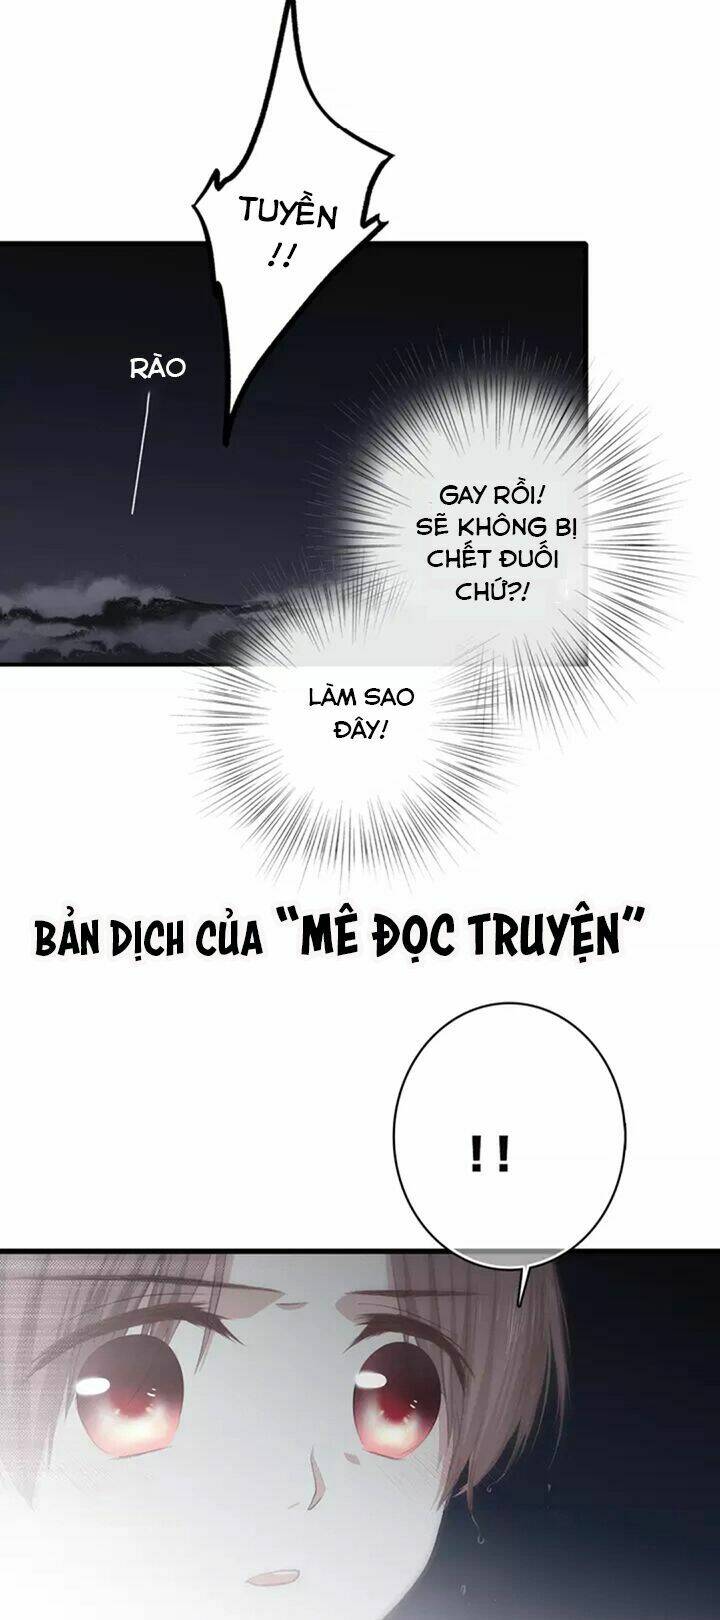 TUYỀN
!!
RÀO
GAY RỒI!
SẼ KHÔNG BỊ
CHẾT ĐUỐI
CHỨ?!
LÀM SAO
ĐÂY!
BẢN DỊCH CỦA "MÊ ĐỌC TRUYỆN"
!!